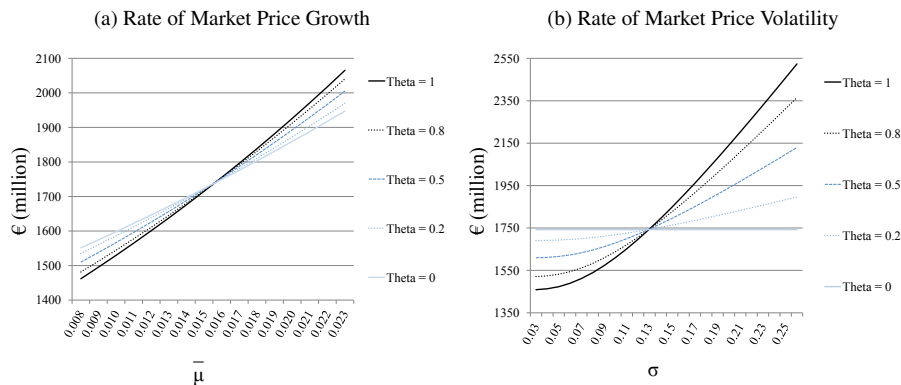 (a) Rate of Market Price Growth
2100
2000
1900
1800
1700
1600
1500
1400
€ (million)
0.008
0.009
0.010
0.011
0.012
0.013
0.014
0.015
0.016
0.017
0.018
0.019
0.020
0.021
0.022
0.023
μ̅
Theta = 1
Theta = 0.8
Theta = 0.5
Theta = 0.2
Theta = 0
(b) Rate of Market Price Volatility
2550
2350
2150
1950
1750
1550
1350
€ (million)
0.03
0.05
0.07
0.09
0.11
0.13
0.15
0.17
0.19
0.21
0.23
0.25
σ
Theta = 1
Theta = 0.8
Theta = 0.5
Theta = 0.2
Theta = 0